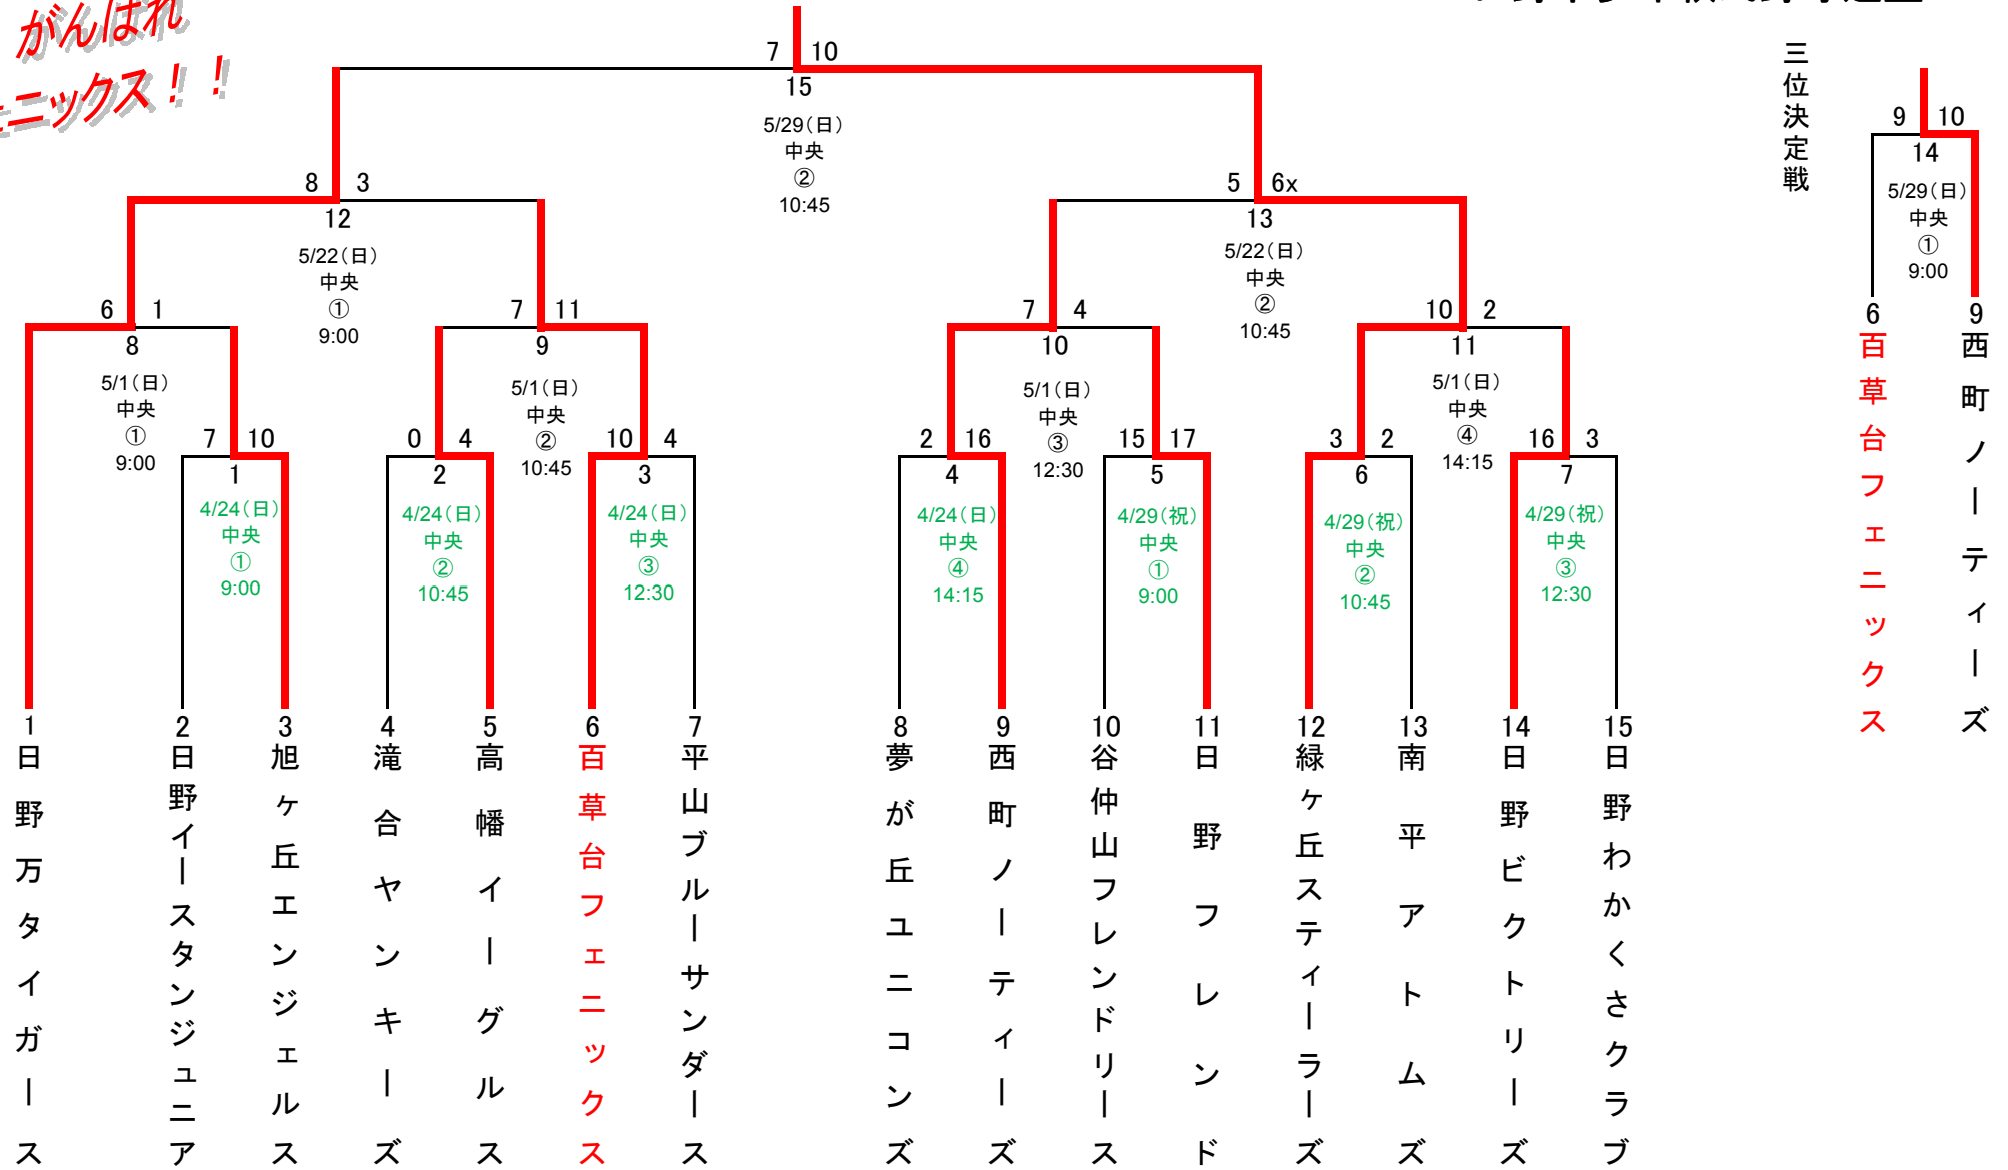 がんばれ
ェニックス！！
三位決定戦
7 10
15
5/29(日)
中央
②
10:45
9 10
14
5/29(日)
中央
①
9:00
6
百草台フェニックス
9
西町ノーティーズ
8 3
12
5/22(日)
中央
①
9:00
5 6x
13
5/22(日)
中央
②
10:45
6 1
8
5/1(日)
中央
①
9:00
7 11
9
5/1(日)
中央
②
10:45
7 4
10
5/1(日)
中央
③
12:30
10 2
11
5/1(日)
中央
④
14:15
7 10
1
4/24(日)
中央
①
9:00
0 4
2
4/24(日)
中央
②
10:45
10 4
3
4/24(日)
中央
③
12:30
2 16
4
4/24(日)
中央
④
14:15
15 17
5
4/29(祝)
中央
①
9:00
3 2
6
4/29(祝)
中央
②
10:45
16 3
7
4/29(祝)
中央
③
12:30
1
日野万タイガース
2
日野イースタンジュニア
3
旭ヶ丘エンジェルス
4
滝合ヤンキーズ
5
高幡イーグルス
6
百草台フェニックス
7
平山ブルーサンダース
8
夢が丘ユニコンズ
9
西町ノーティーズ
10
谷仲山フレンドリース
11
日野フレンド
12
緑ヶ丘スティーラーズ
13
南平アトムズ
14
日野ビクトリーズ
15
日野わかくさクラブ